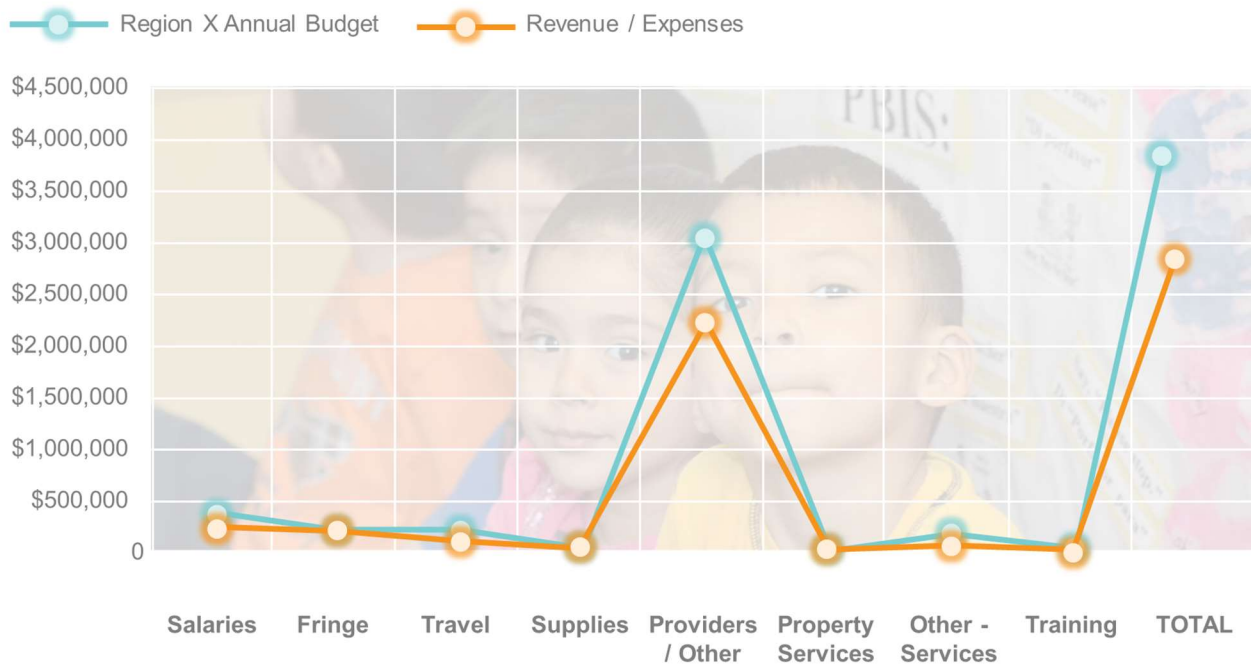 Region X Annual Budget
Revenue / Expenses
PBIS:
$4,500,000
$4,000,000
$3,500,000
$3,000,000
$2,500,000
$2,000,000
$1,500,000
$1,000,000
$500,000
0
Salaries
Fringe
Travel
Supplies
Providers
/ Other
Property
Services
Other -
Services
Training
TOTAL